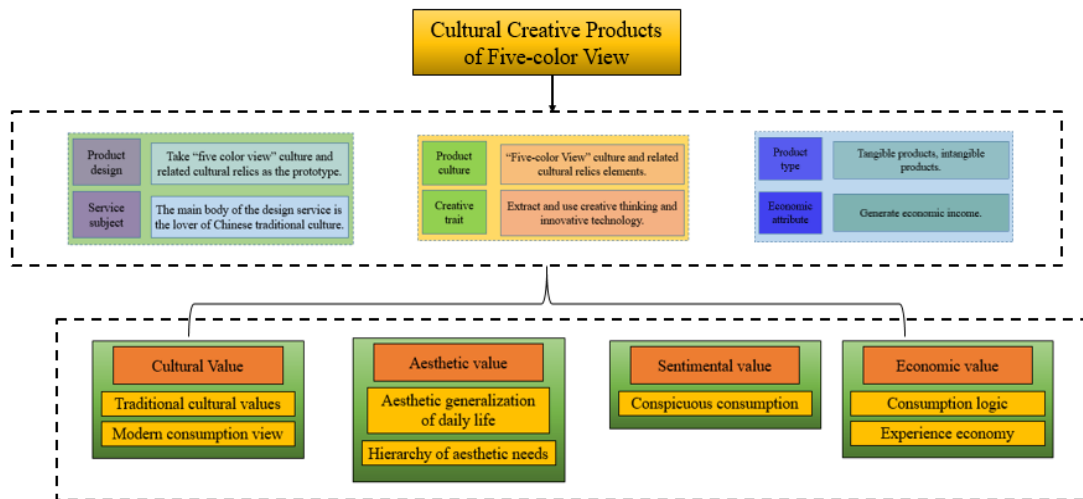 Cultural Creative Products
of Five-color View
Product
design
Take “five color view” culture and
related cultural relics as the prototype.
Service
subject
The main body of the design service is
the lover of Chinese traditional culture.
Product
culture
“Five-color View” culture and related
cultural relics elements.
Creative
trait
Extract and use creative thinking and
innovative technology.
Product
type
Tangible products, intangible
products.
Economic
attribute
Generate economic income.
Cultural Value
Traditional cultural values
Modern consumption view
Aesthetic value
Aesthetic generalization
of daily life
Hierarchy of aesthetic needs
Sentimental value
Conspicuous consumption
Economic value
Consumption logic
Experience economy